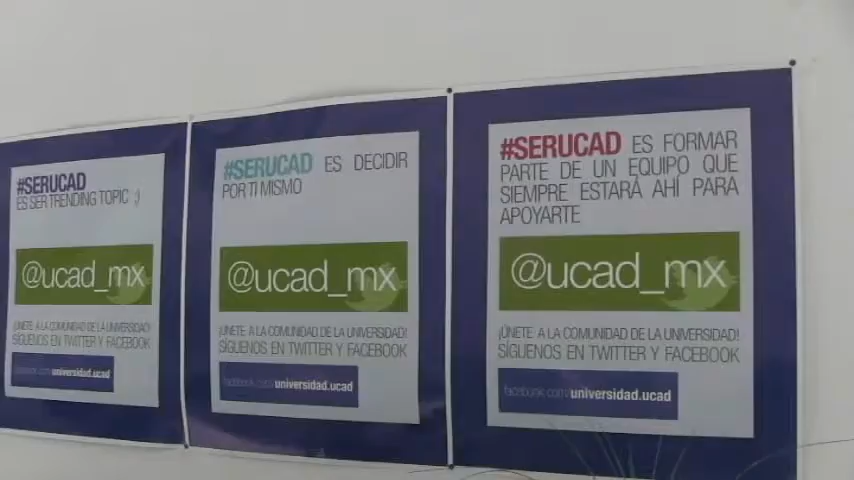 #SERUCAD
ES SER TRENDING TOPIC ;)
@ucad_mx
¡ÚNETE A LA COMUNIDAD DE LA UNIVERSIDAD!
SÍGUENOS EN TWITTER Y FACEBOOK
facebook.com/universidad.ucad
#SERUCAD ES DECIDIR
POR TI MISMO
@ucad_mx
¡ÚNETE A LA COMUNIDAD DE LA UNIVERSIDAD!
SÍGUENOS EN TWITTER Y FACEBOOK
facebook.com/universidad.ucad
#SERUCAD ES FORMAR
PARTE DE UN EQUIPO QUE
SIEMPRE ESTARÁ AHÍ PARA
APOYARTE
@ucad_mx
¡ÚNETE A LA COMUNIDAD DE LA UNIVERSIDAD!
SÍGUENOS EN TWITTER Y FACEBOOK
facebook.com/universidad.ucad